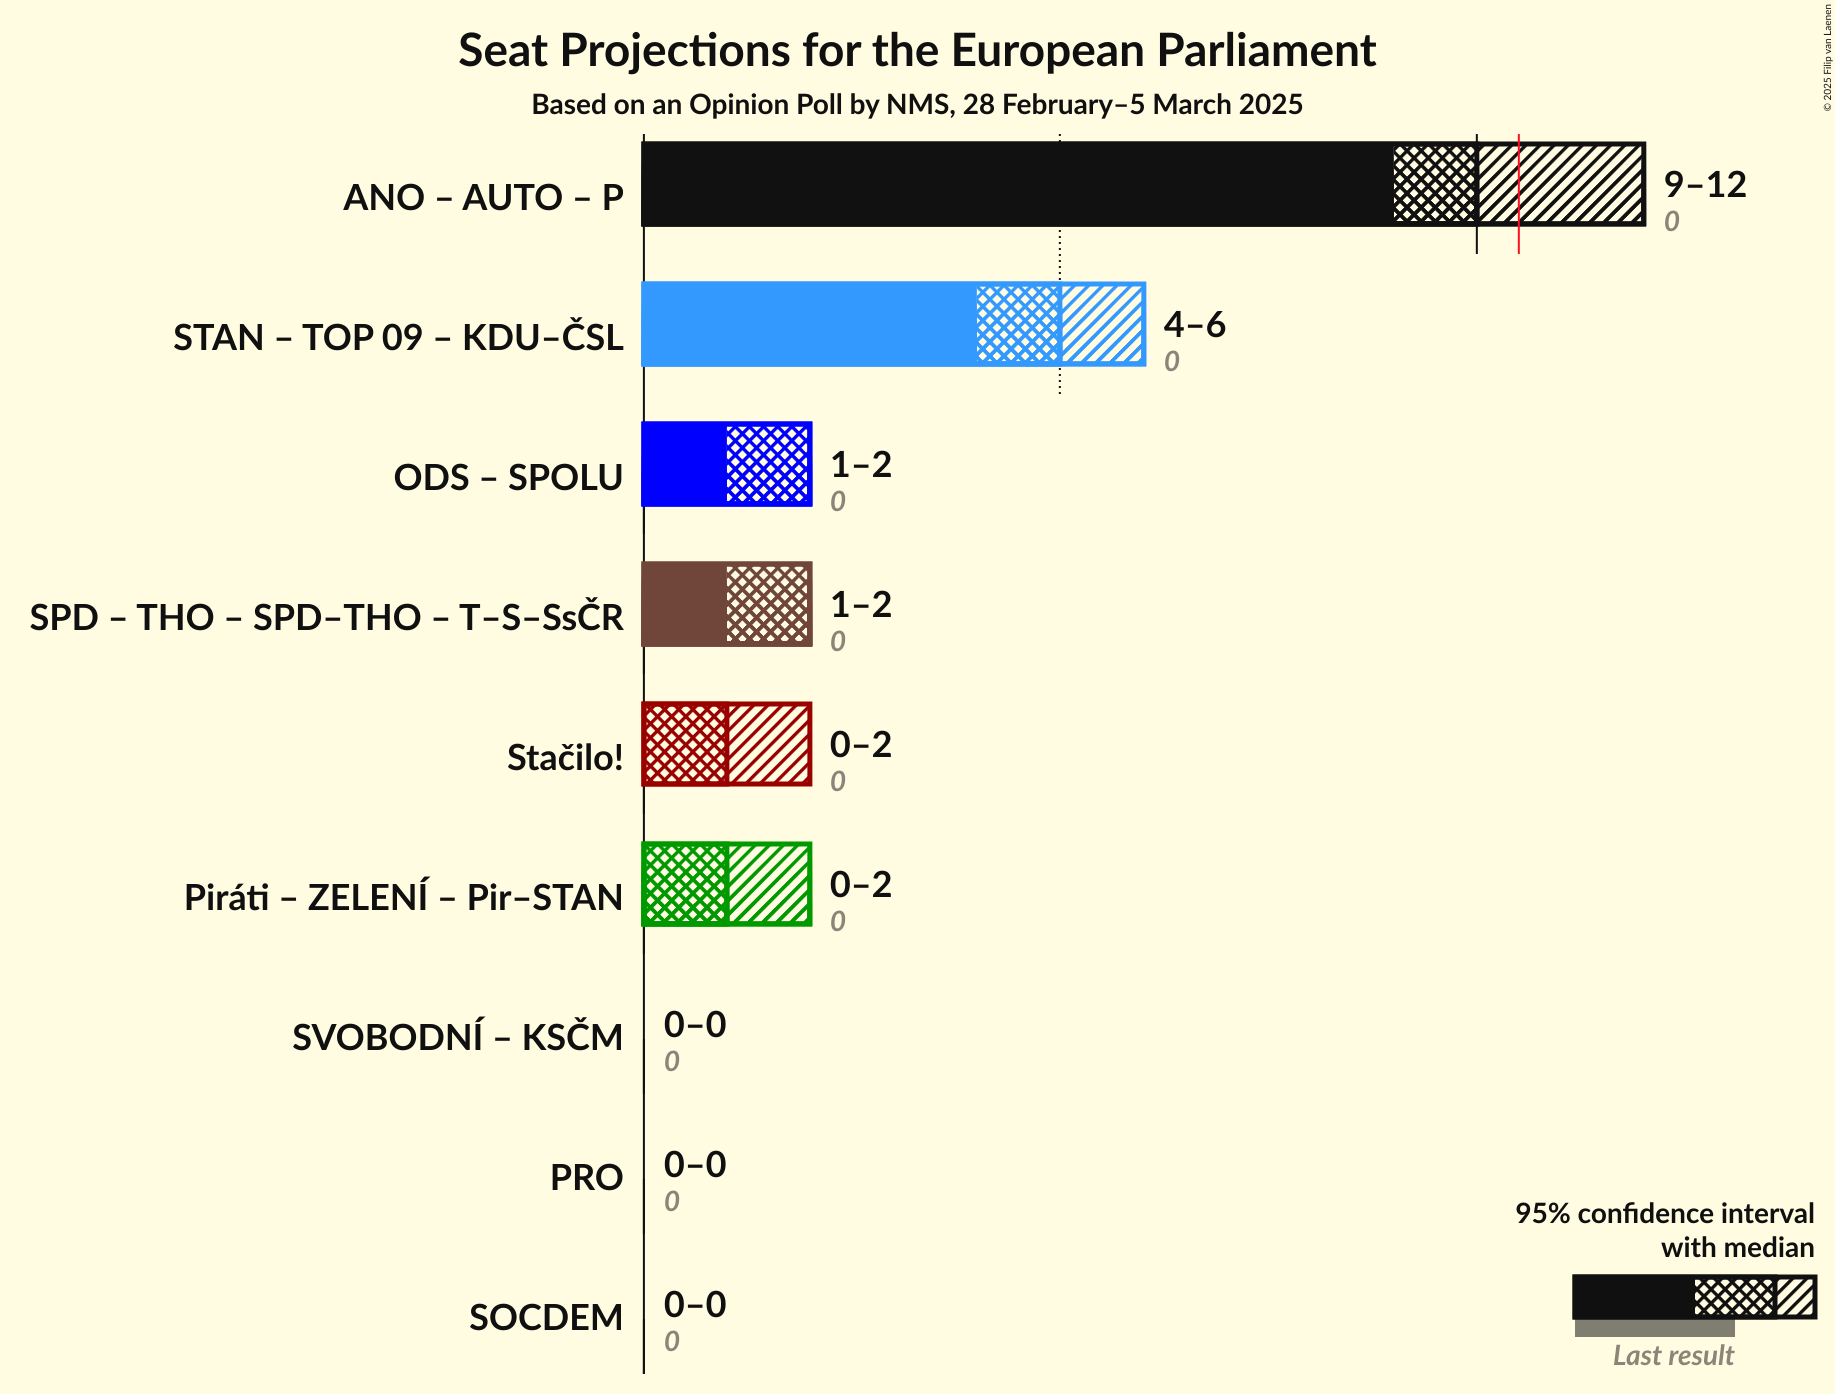 Seat Projections for the European Parliament
Based on an Opinion Poll by NMS, 28 February–5 March 2025
© 2025 Filip van Laenen
ANO – AUTO – P
9–12
0
STAN – TOP 09 – KDU–ČSL
4–6
0
ODS – SPOLU
1–2
0
SPD – THO – SPD–THO – T–S–SsČR
1–2
0
Stačilo!
0–2
0
Piráti – ZELENÍ – Pir–STAN
0–2
0
SVOBODNÍ – KSČM
0–0
0
PRO
0–0
0
SOCDEM
0–0
0
95% confidence interval
with median
Last result